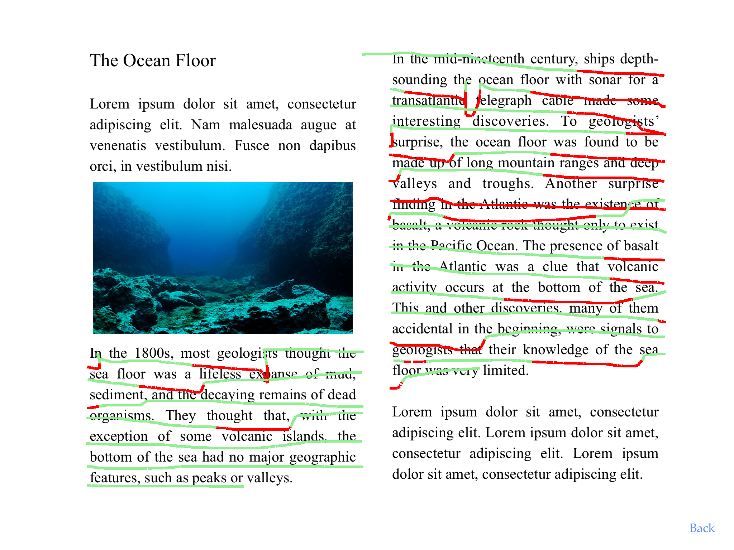 The Ocean Floor
Lorem ipsum dolor sit amet, consectetur
adipiscing elit. Nam malesuada augue at
venenatis vestibulum. Fusce non dapibus
orci, in vestibulum nisi.
In the 1800s, most geologists thought the
sea floor was a lifeless expanse of mud,
sediment, and the decaying remains of dead
organisms. They thought that, with the
exception of some volcanic islands, the
bottom of the sea had no major geographic
features, such as peaks or valleys.
In the mid-nineteenth century, ships depth-
sounding the ocean floor with sonar for a
transatlantic telegraph cable made some
interesting discoveries. To geologists'
surprise, the ocean floor was found to be
made up of long mountain ranges and deep
valleys and troughs. Another surprise
finding in the Atlantic was the existence of
basalt, a volcanic rock thought only to exist
in the Pacific Ocean. The presence of basalt
in the Atlantic was a clue that volcanic
activity occurs at the bottom of the sea.
This and other discoveries, many of them
accidental in the beginning, were signals to
geologists that their knowledge of the sea
floor was very limited.
Lorem ipsum dolor sit amet, consectetur
adipiscing elit. Lorem ipsum dolor sit amet,
consectetur adipiscing elit. Lorem ipsum
dolor sit amet, consectetur adipiscing elit.
Back